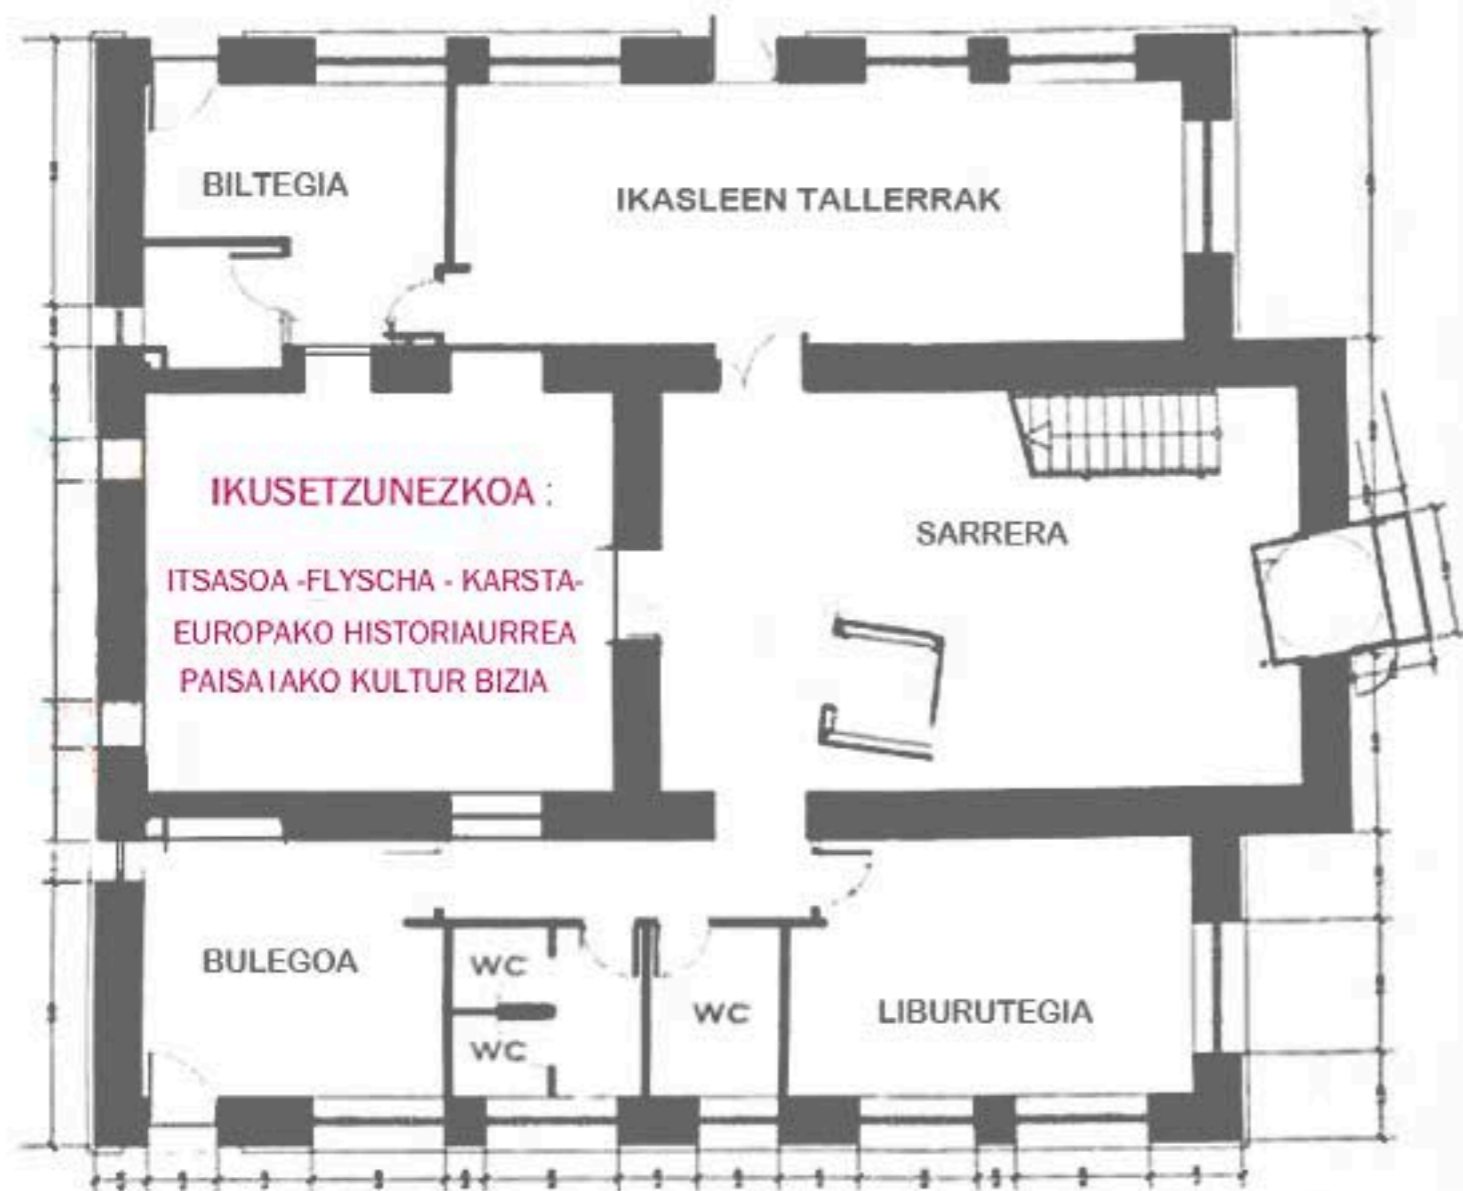 BILTEGIA
IKASLEEN TALLERRAK
IKUSETZUNEZKOA :
ITSASOA -FLYSCHA - KARSTA-
EUROPAKO HISTORIAURREA
PAISAIAKO KULTUR BIZIA
SARRERA
BULEGOA
WC
WC
WC
LIBURUTEGIA